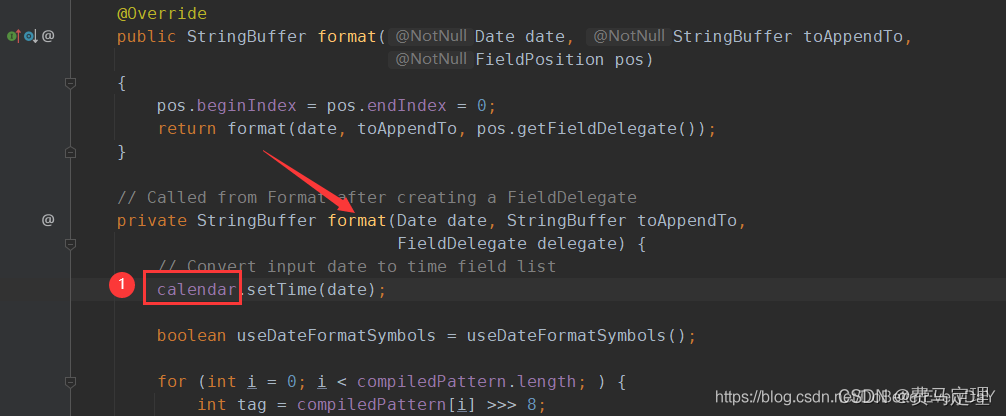 @Override
public StringBuffer format( @NotNull Date date, @NotNull StringBuffer toAppendTo,
@NotNull FieldPosition pos)
{
pos.beginIndex = pos.endIndex = 0;
return format(date, toAppendTo, pos.getFieldDelegate());
}
// Called from Format after creating a FieldDelegate
private StringBuffer format(Date date, StringBuffer toAppendTo,
FieldDelegate delegate) {
// Convert input date to time field list
1 calendar.setTime(date);
boolean useDateFormatSymbols = useDateFormatSymbols();
for (int i = 0; i < compiledPattern.length; ) {
int tag = compiledPattern[i] >>> 8;
https://blog.csdn.net/
CSDN @费马定理